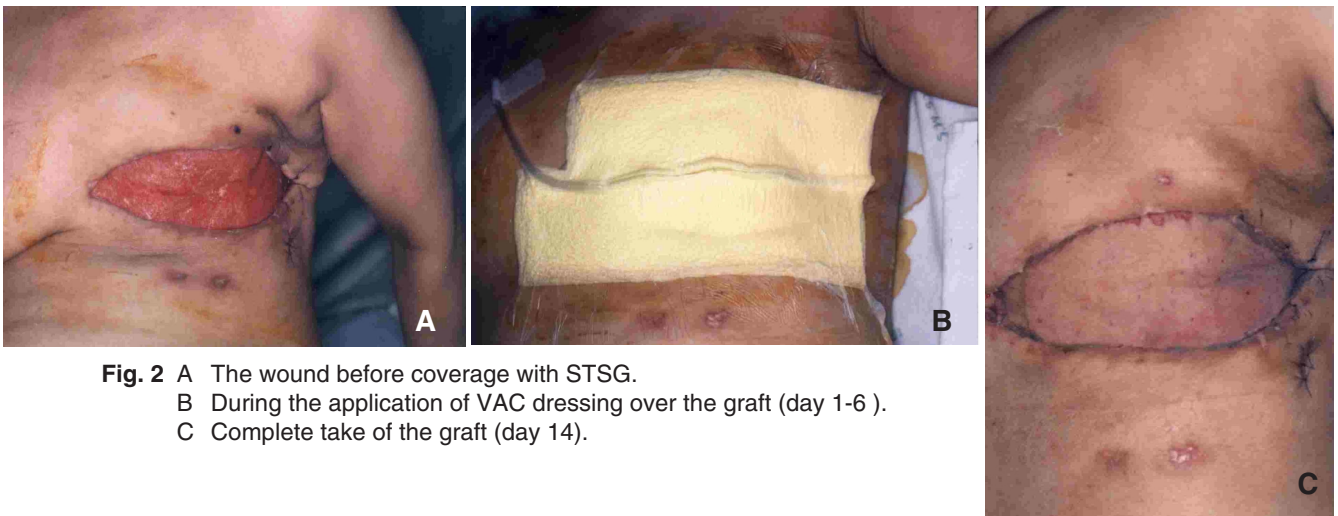 A
B
C
Fig. 2 A The wound before coverage with STSG.
B During the application of VAC dressing over the graft (day 1-6 ).
C Complete take of the graft (day 14).